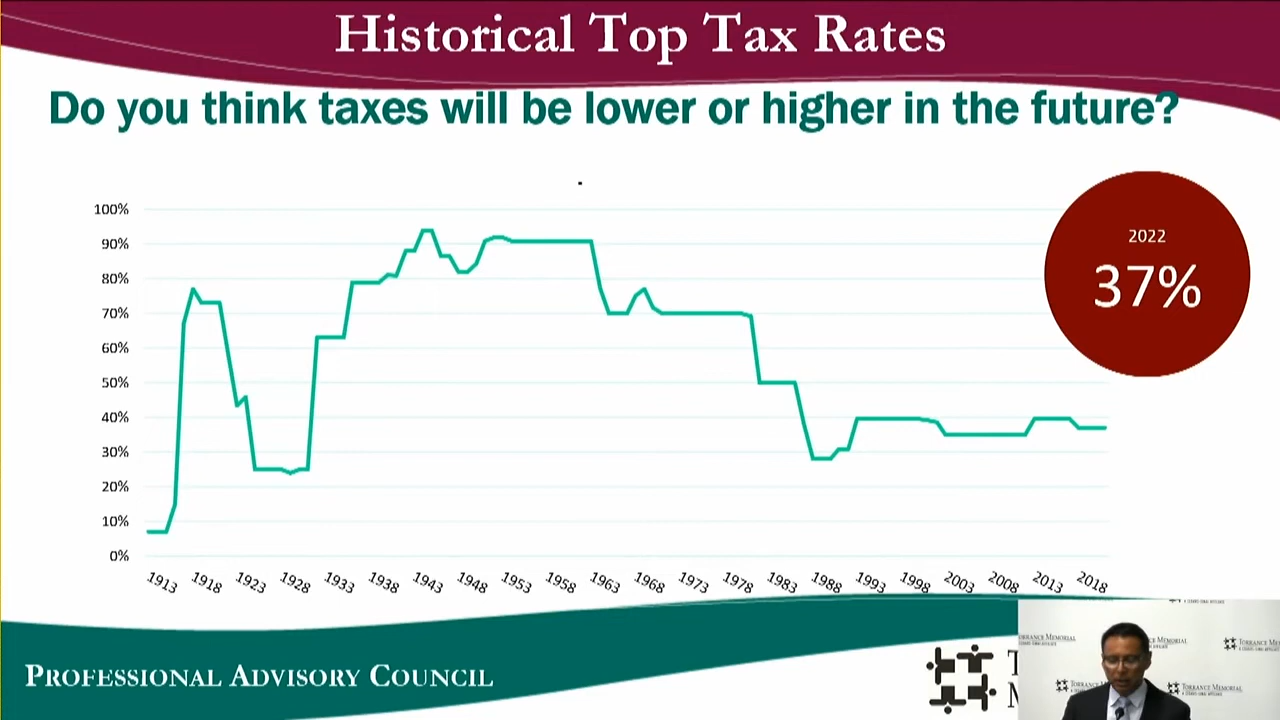 Historical Top Tax Rates
Do you think taxes will be lower or higher in the future?
100%
90%
80%
70%
60%
50%
40%
30%
20%
10%
0%
1913 1918 1923 1928 1933 1938 1943 1948 1953 1958 1963 1968 1973 1978 1983 1988 1993 1998 2003 2008 2013 2018
2022
37%
PROFESSIONAL ADVISORY COUNCIL
T
M
TORRANCE MEMORIAL
TORRANCE MEMORIAL